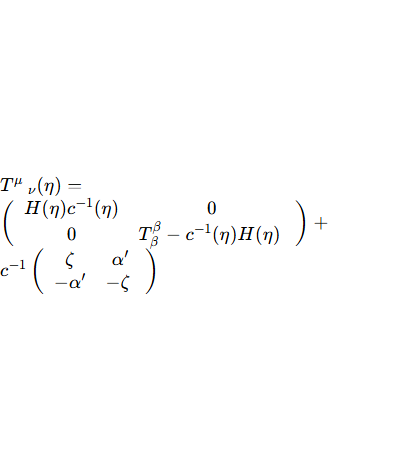 T^μ_ν(η) =
( H(η)c^{-1}(η) 0
0 T^β_β − c^{-1}(η)H(η) ) +
c^{-1} ( ζ α′
−α′ −ζ )